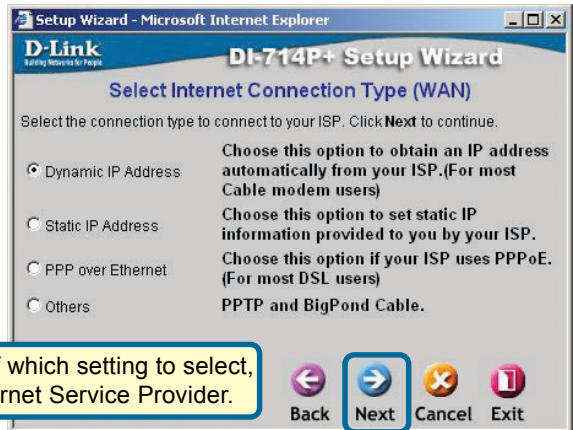 Setup Wizard - Microsoft Internet Explorer
D-Link
Building Networks for People
DI-714P+ Setup Wizard
Select Internet Connection Type (WAN)
Select the connection type to connect to your ISP. Click Next to continue.
Dynamic IP Address
Choose this option to obtain an IP address
automatically from your ISP.(For most
Cable modem users)
Static IP Address
Choose this option to set static IP
information provided to you by your ISP.
PPP over Ethernet
Choose this option if your ISP uses PPPoE.
(For most DSL users)
Others
PPTP and BigPond Cable.
which setting to select,
rnet Service Provider.
Back Next Cancel Exit